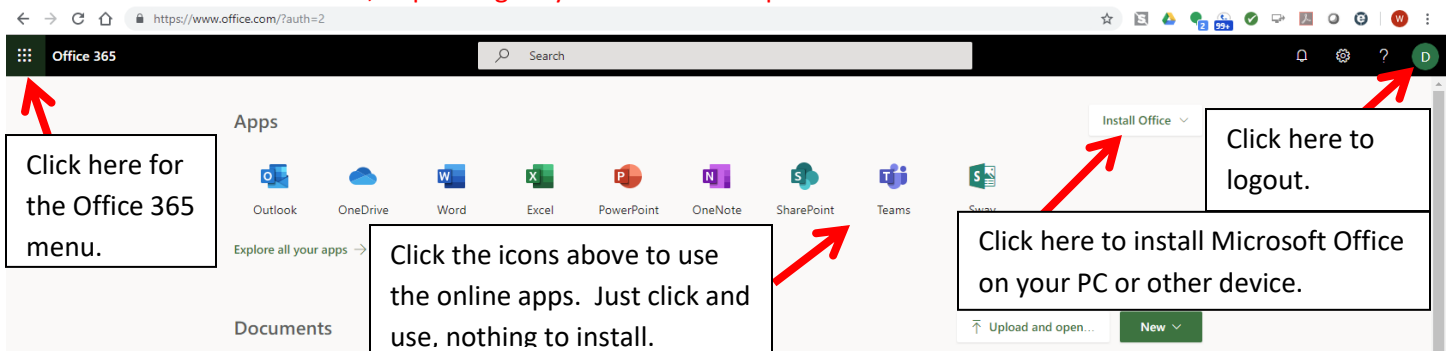 https://www.office.com/?auth=2
2 99+ W
Office 365
Search
? D
Apps
Install Office
Click here to
logout.
Click here for
the Office 365
menu.
Outlook OneDrive Word Excel PowerPoint OneNote SharePoint Teams Sway
Explore all your apps →
Click the icons above to use
the online apps. Just click and
use, nothing to install.
Click here to install Microsoft Office
on your PC or other device.
Documents
Upload and open...
New